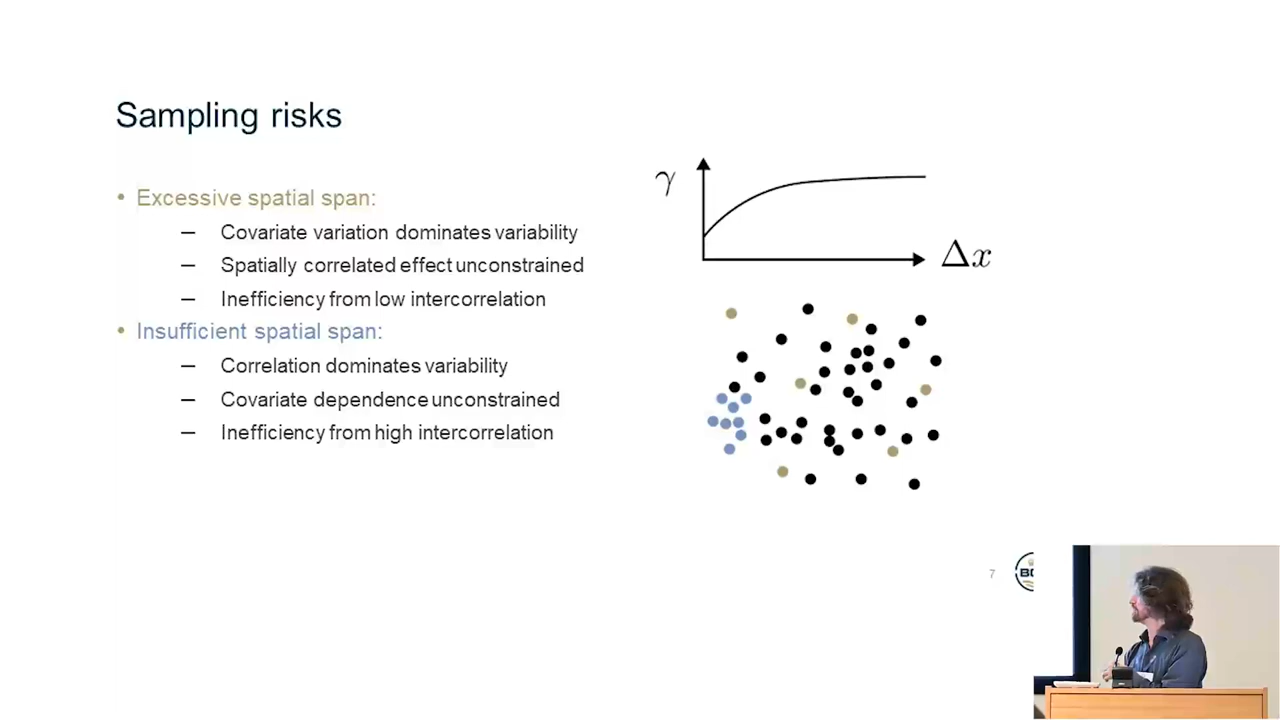 Sampling risks
• Excessive spatial span:
– Covariate variation dominates variability
– Spatially correlated effect unconstrained
– Inefficiency from low intercorrelation
• Insufficient spatial span:
– Correlation dominates variability
– Covariate dependence unconstrained
– Inefficiency from high intercorrelation
γ
Δx
7